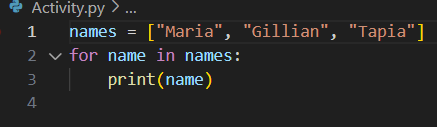 Activity.py > ...
1 names = ["Maria", "Gillian", "Tapia"]
2 for name in names:
3     print(name)
4